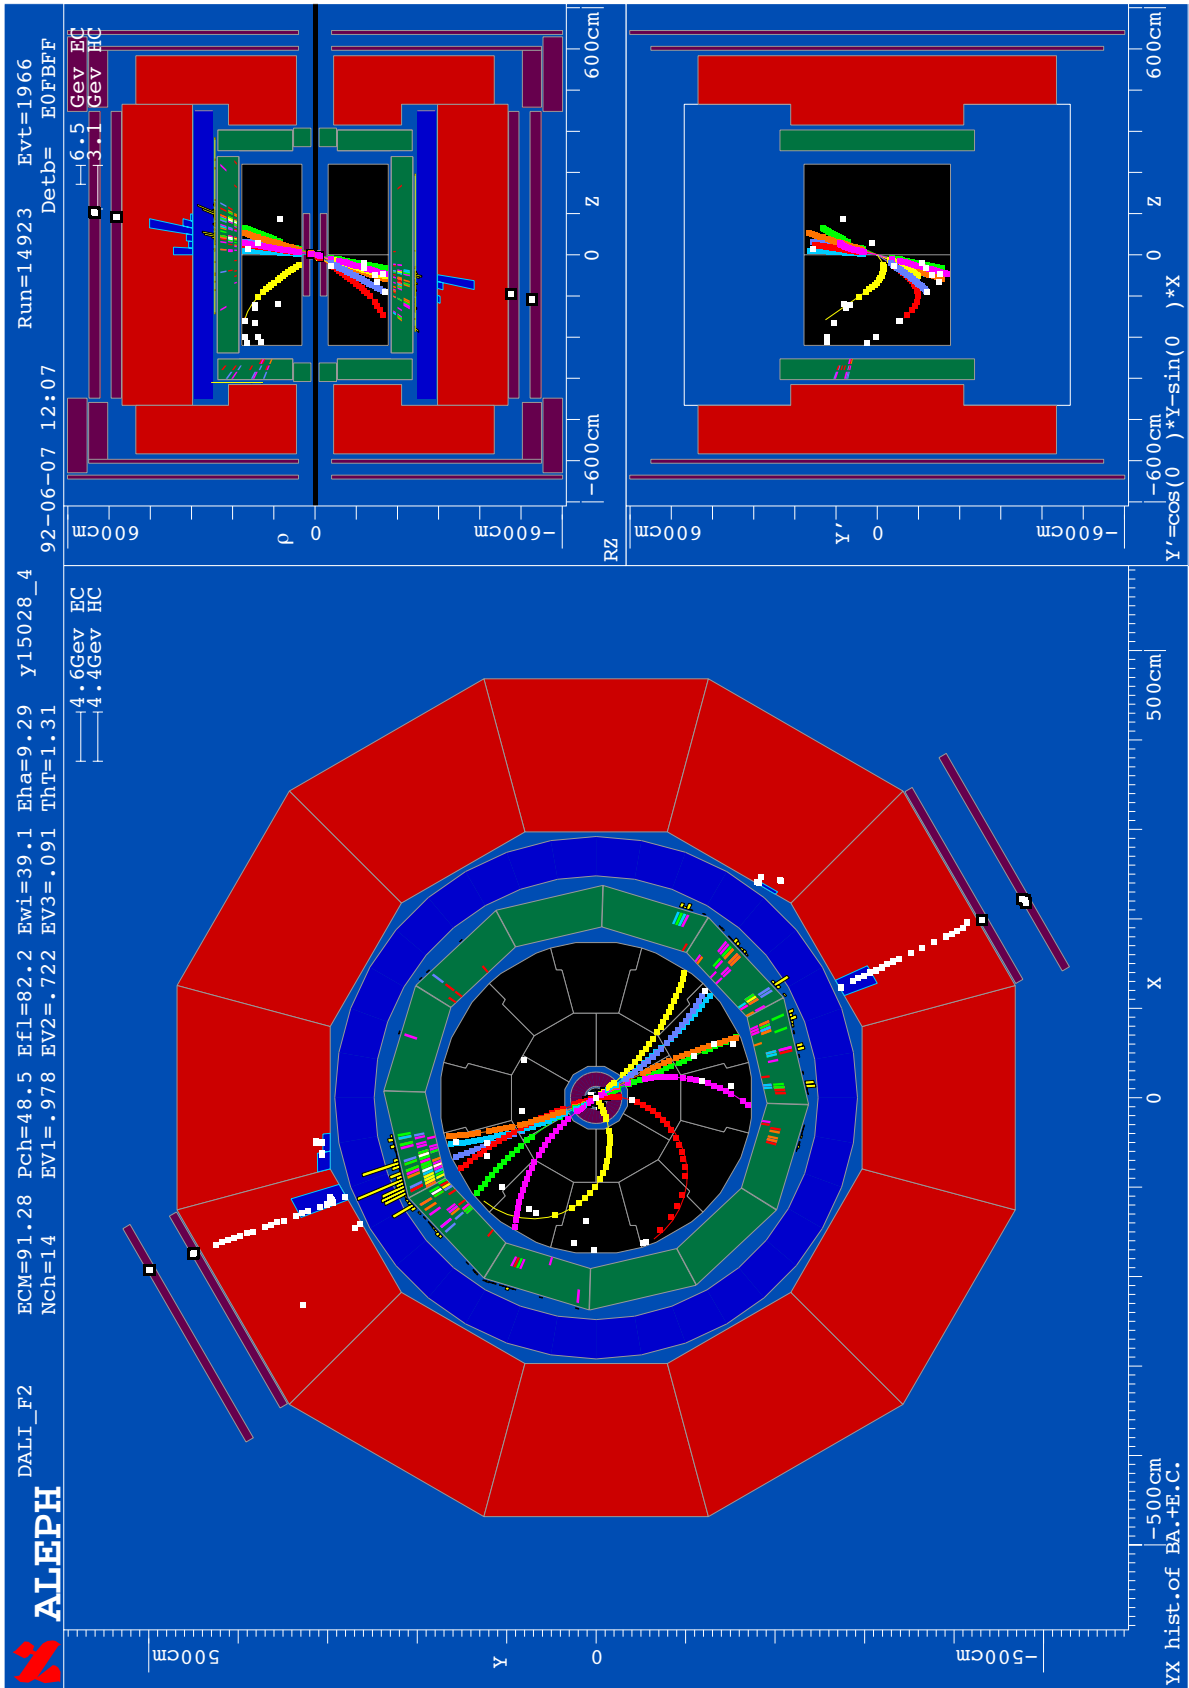 ALEPH DALI_F2 ECM=91.28 Pch=48.5 Efl=82.2 Ewi=39.1 Eha=9.29 y15028_4
Nch=14 EV1=.978 EV2=.722 EV3=.091 ThT=1.31
92-06-07 12:07 Run=14923 Evt=1966
Detb= E0FBFF
4.6Gev EC
4.4Gev HC
500cm
Y
0
-500cm
-500cm
0
X
500cm
YX hist.of BA.+E.C.
6.5 Gev EC
3.1 Gev HC
600cm
ρ
0
-600cm
-600cm
0
Z
600cm
RZ
600cm
Y'
0
-600cm
-600cm
0
Z
600cm
Y'=cos(0 )*Y-sin(0 )*X